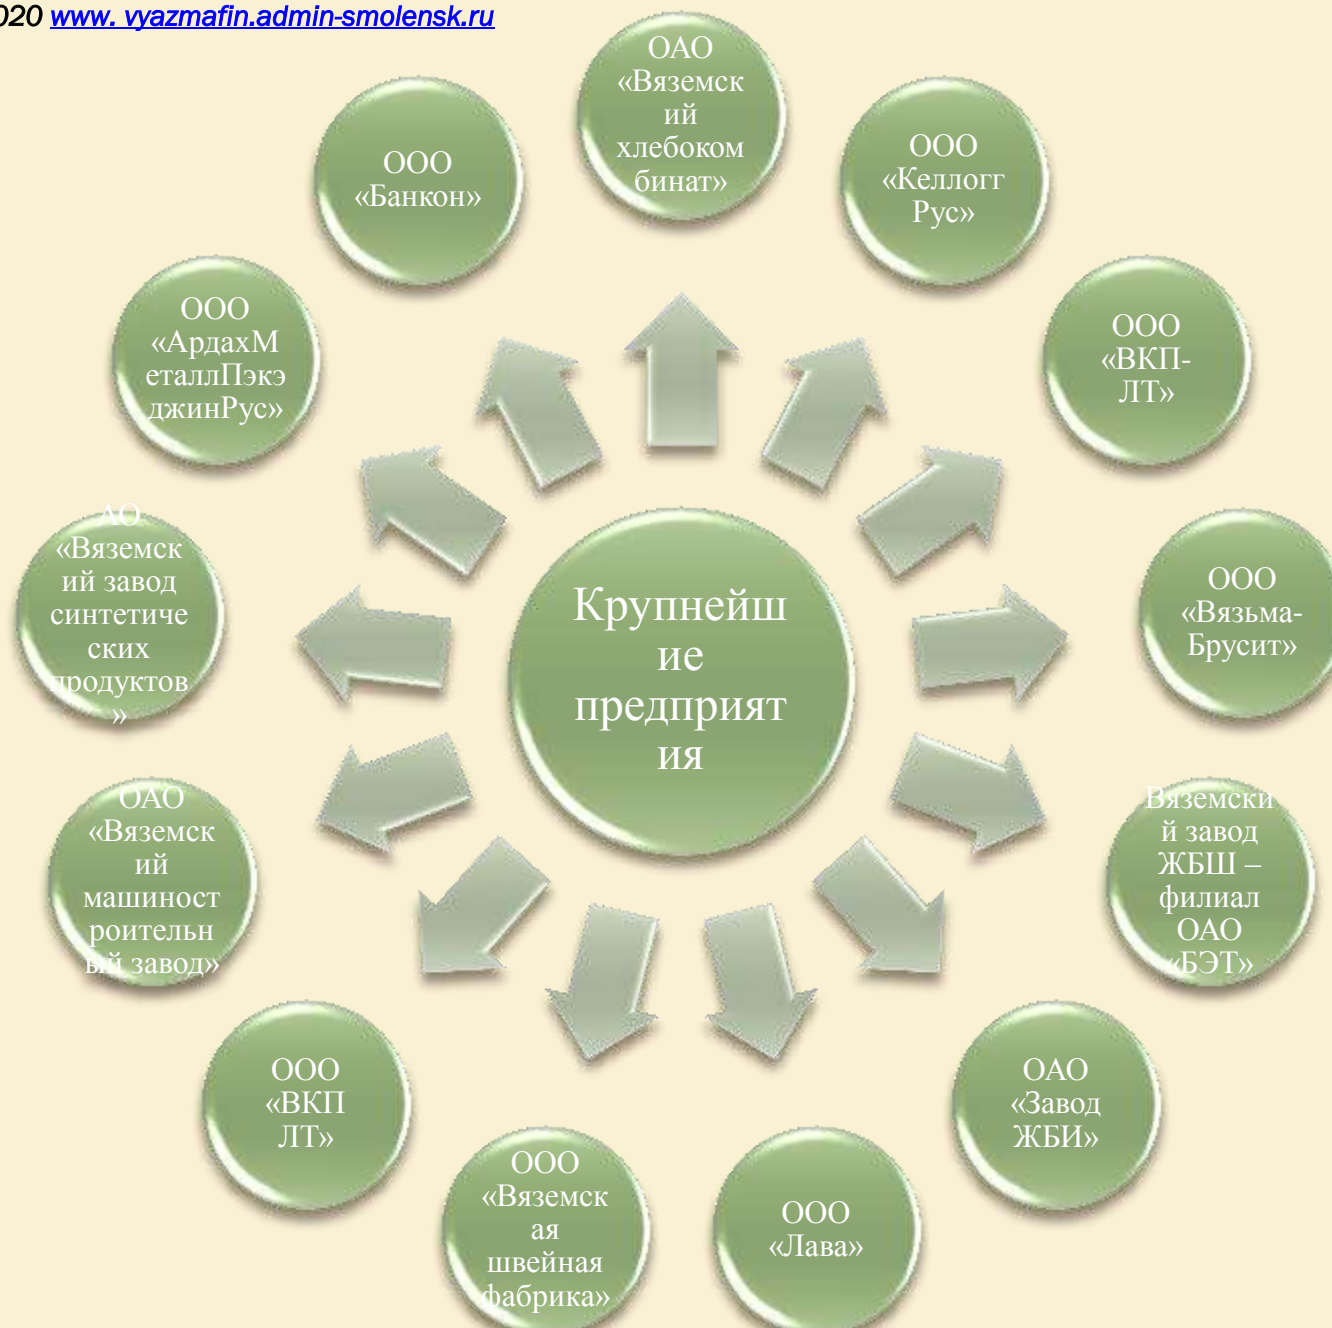 020 www. vyazmafin.admin-smolensk.ru
ОАО
«Вяземск
ий
хлебоком
бинат»
ООО
«Келлогг
Рус»
ООО
«ВКП-
ЛТ»
ООО
«Вязьма-
Брусит»
Вяземски
й завод
ЖБШ –
филиал
ОАО
«БЭТ»
ОАО
«Завод
ЖБИ»
ООО
«Лава»
ООО
«Вяземск
ая
швейная
фабрика»
ООО
«ВКП
ЛТ»
ОАО
«Вяземск
ий
машиност
роительн
ый завод»
АО
«Вяземск
ий завод
синтетиче
ских
продуктов
»
ООО
«АрдахМ
еталлПэкэ
джинРус»
ООО
«Банкон»
Крупнейш
ие
предприят
ия